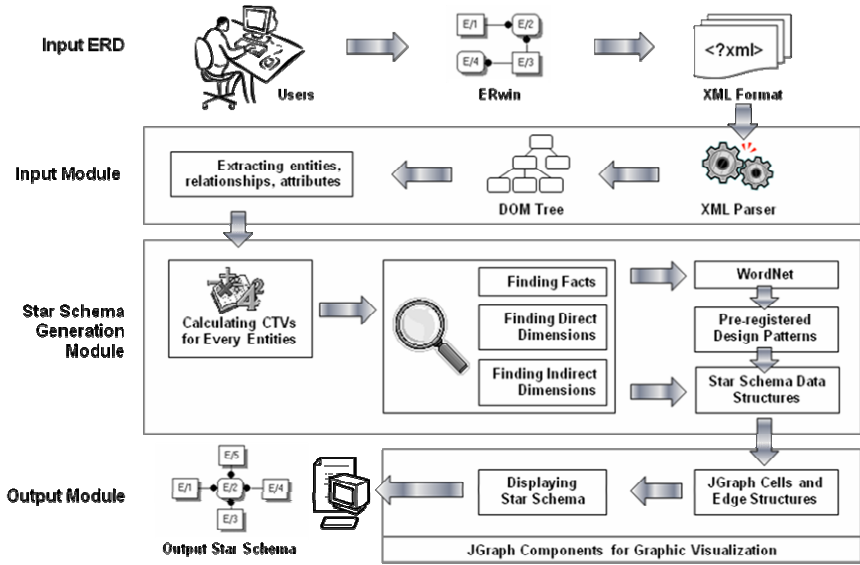 Input ERD
Users
E/1
E/2
E/4
E/3
ERwin
<?xml>
XML Format
Input Module
Extracting entities,
relationships, attributes
DOM Tree
XML Parser
Star Schema
Generation
Module
Calculating CTVs
for Every Entities
Finding Facts
Finding Direct
Dimensions
Finding Indirect
Dimensions
WordNet
Pre-registered
Design Patterns
Star Schema Data
Structures
Output Module
E/5
E/1
E/2
E/4
E/3
Output Star Schema
Displaying
Star Schema
JGraph Cells and
Edge Structures
JGraph Components for Graphic Visualization